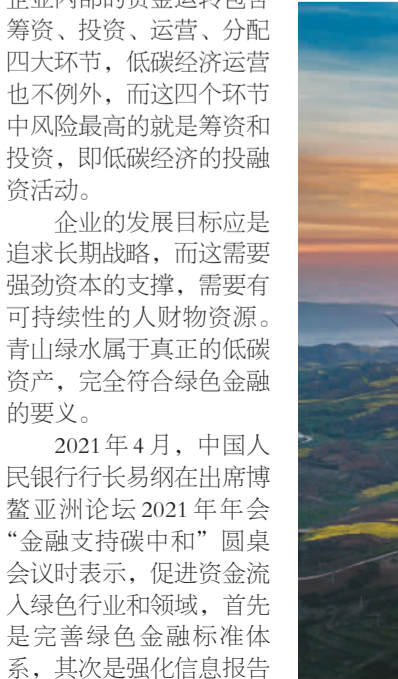 企业内部的资金运转包含
筹资、投资、运营、分配
四大环节，低碳经济运营
也不例外，而这四个环节
中风险最高的就是筹资和
投资，即低碳经济的投融
资活动。
企业的发展目标应是
追求长期战略，而这需要
强劲资本的支撑，需要有
可持续性的人财物资源。
青山绿水属于真正的低碳
资产，完全符合绿色金融
的要义。
2021年4月，中国人
民银行行长易纲在出席博
鳌亚洲论坛2021年年会
“金融支持碳中和”圆桌
会议时表示，促进资金流
入绿色行业和领域，首先
是完善绿色金融标准体
系，其次是强化信息报告